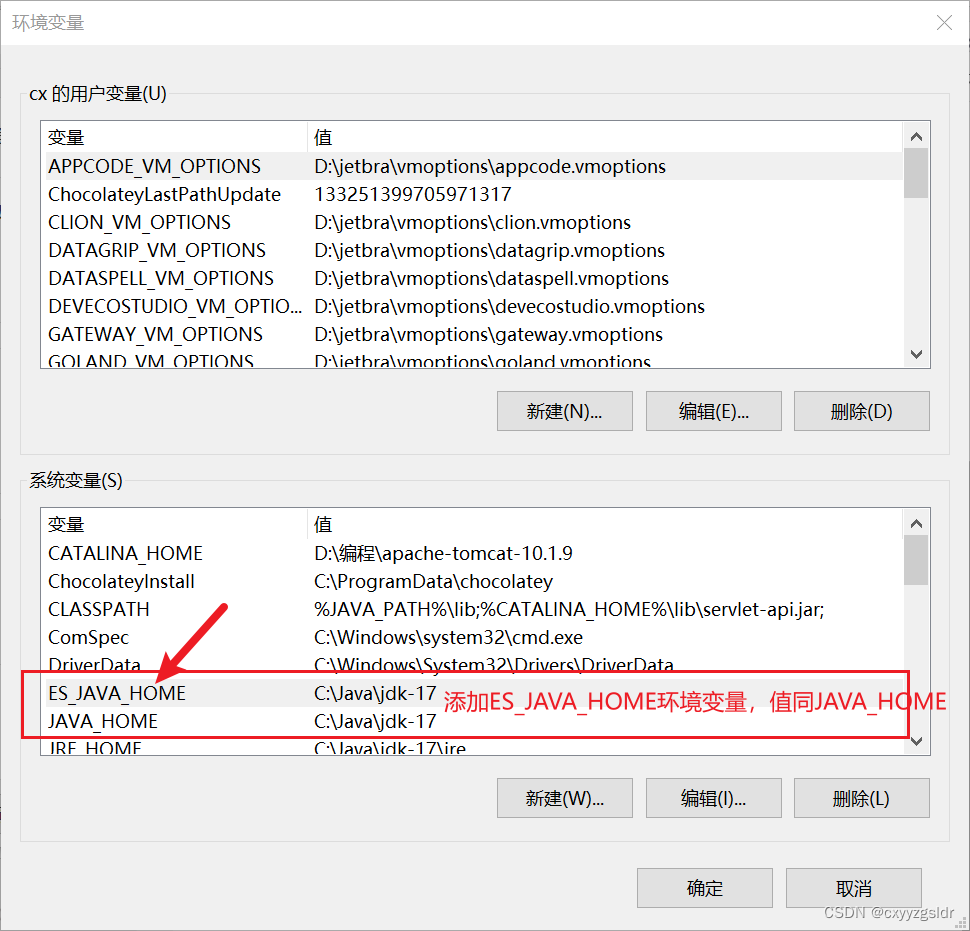 环境变量
cx 的用户变量(U)
变量 值
APPCODE_VM_OPTIONS D:\jetbra\vmoptions\appcode.vmoptions
ChocolateyLastPathUpdate 133251399705971317
CLION_VM_OPTIONS D:\jetbra\vmoptions\clion.vmoptions
DATAGRIP_VM_OPTIONS D:\jetbra\vmoptions\datagrip.vmoptions
DATASPELL_VM_OPTIONS D:\jetbra\vmoptions\dataspell.vmoptions
DEVECOSTUDIO_VM_OPTIO... D:\jetbra\vmoptions\devecostudio.vmoptions
GATEWAY_VM_OPTIONS D:\jetbra\vmoptions\gateway.vmoptions
GOLAND_VM_OPTIONS D:\jetbra\vmoptions\goland.vmoptions
新建(N)... 编辑(E)... 删除(D)
系统变量(S)
变量 值
CATALINA_HOME D:\编程\apache-tomcat-10.1.9
ChocolateyInstall C:\ProgramData\chocolatey
CLASSPATH %JAVA_PATH%\lib;%CATALINA_HOME%\lib\servlet-api.jar;
ComSpec C:\Windows\system32\cmd.exe
DriverData C:\Windows\System32\Drivers\DriverData
ES_JAVA_HOME C:\Java\jdk-17
添加ES_JAVA_HOME环境变量，值同JAVA_HOME
JAVA_HOME C:\Java\jdk-17
JRE_HOME C:\Java\jdk-17\jre
新建(W)... 编辑(I)... 删除(L)
确定 取消
CSDN @cxyyzgsldr